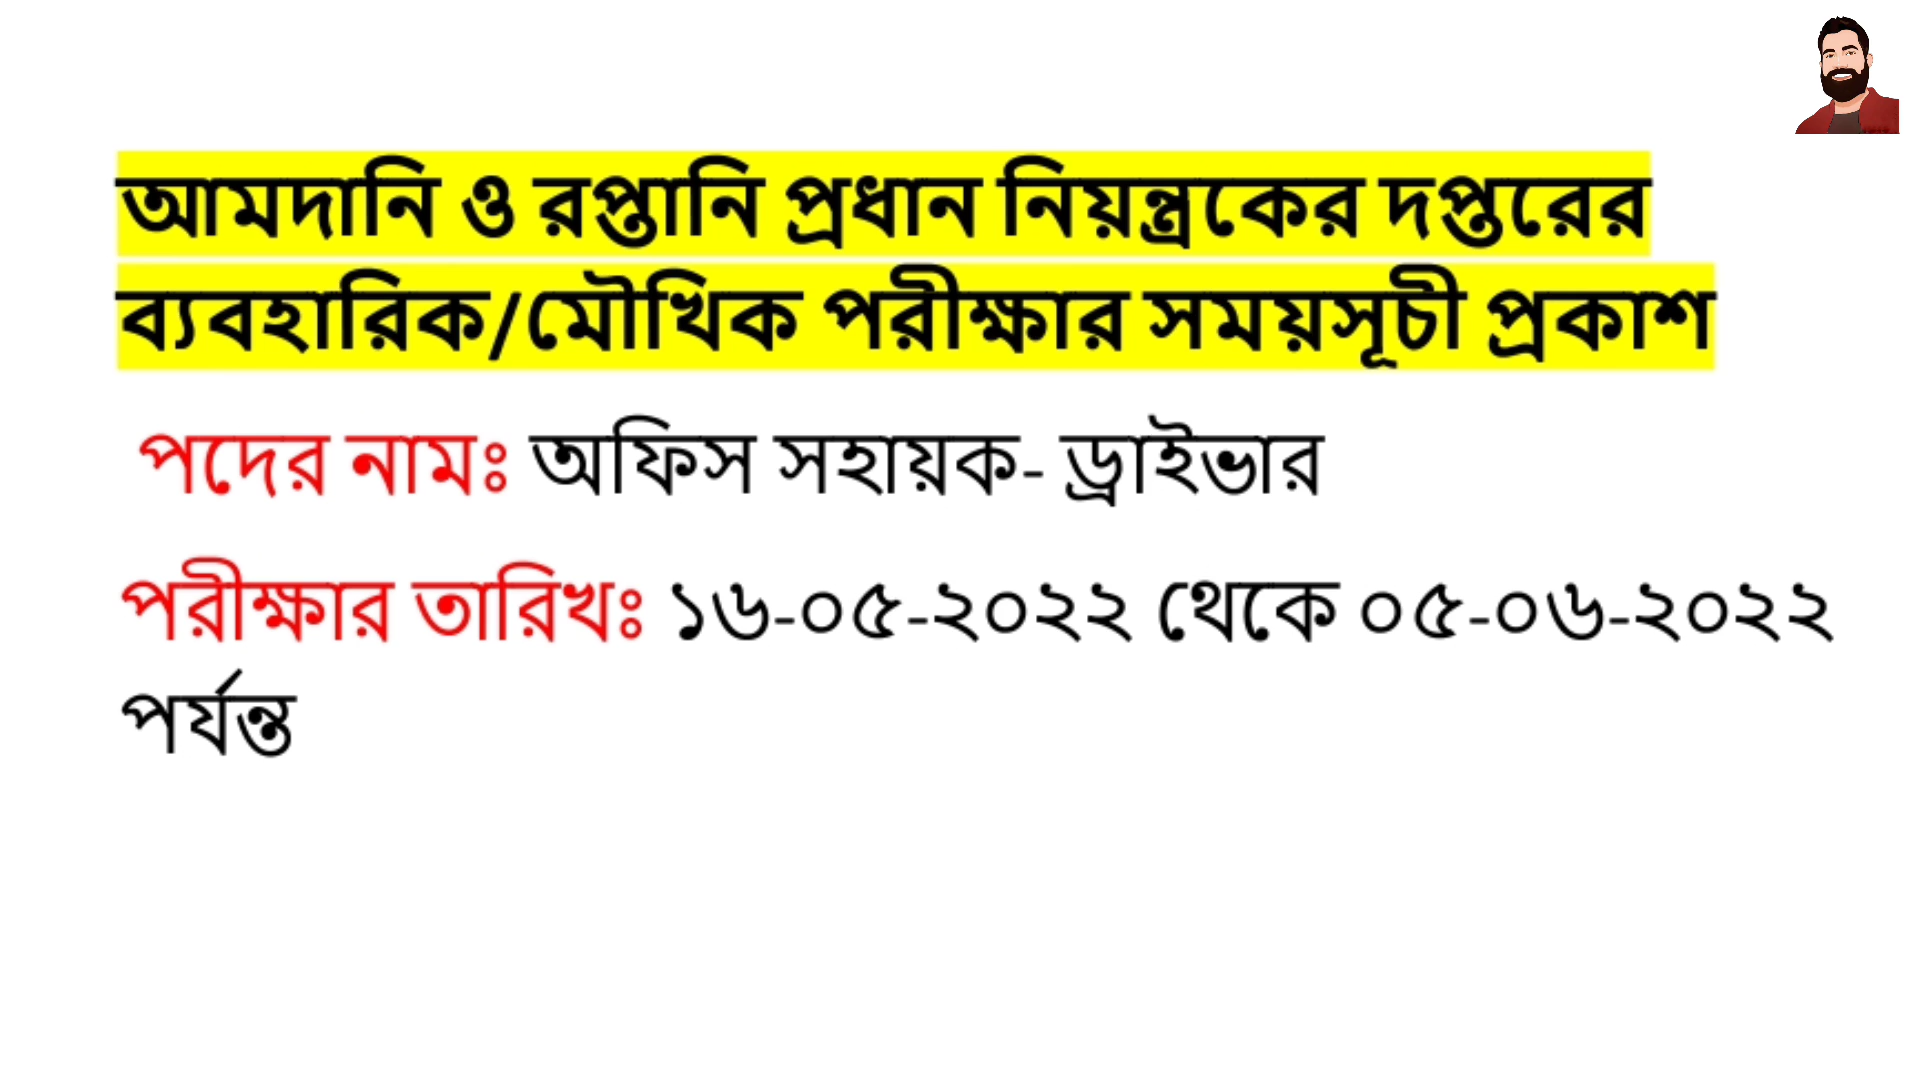 আমদানি ও রপ্তানি প্রধান নিয়ন্ত্রকের দপ্তরের
ব্যবহারিক/মৌখিক পরীক্ষার সময়সূচী প্রকাশ
পদের নামঃ অফিস সহায়ক- ড্রাইভার
পরীক্ষার তারিখঃ ১৬-০৫-২০২২ থেকে ০৫-০৬-২০২২
পর্যন্ত